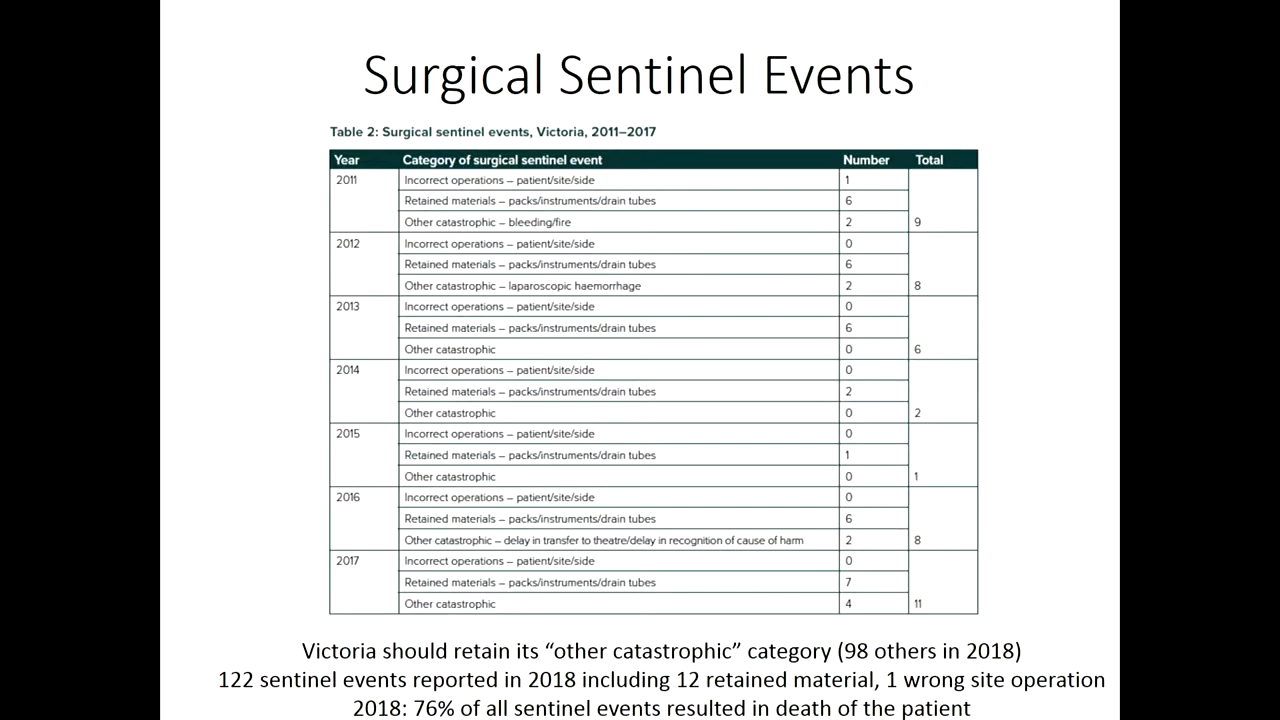 Surgical Sentinel Events
Table 2: Surgical sentinel events, Victoria, 2011–2017
Year Category of surgical sentinel event Number Total
2011 Incorrect operations – patient/site/side 1
Retained materials – packs/instruments/drain tubes 6
Other catastrophic – bleeding/fire 2 9
2012 Incorrect operations – patient/site/side 0
Retained materials – packs/instruments/drain tubes 6
Other catastrophic – laparoscopic haemorrhage 2 8
2013 Incorrect operations – patient/site/side 0
Retained materials – packs/instruments/drain tubes 6
Other catastrophic 0 6
2014 Incorrect operations – patient/site/side 0
Retained materials – packs/instruments/drain tubes 2
Other catastrophic 0 2
2015 Incorrect operations – patient/site/side 0
Retained materials – packs/instruments/drain tubes 1
Other catastrophic 0 1
2016 Incorrect operations – patient/site/side 0
Retained materials – packs/instruments/drain tubes 6
Other catastrophic – delay in transfer to theatre/delay in recognition of cause of harm 2 8
2017 Incorrect operations – patient/site/side 0
Retained materials – packs/instruments/drain tubes 7
Other catastrophic 4 11
Victoria should retain its “other catastrophic” category (98 others in 2018)
122 sentinel events reported in 2018 including 12 retained material, 1 wrong site operation
2018: 76% of all sentinel events resulted in death of the patient